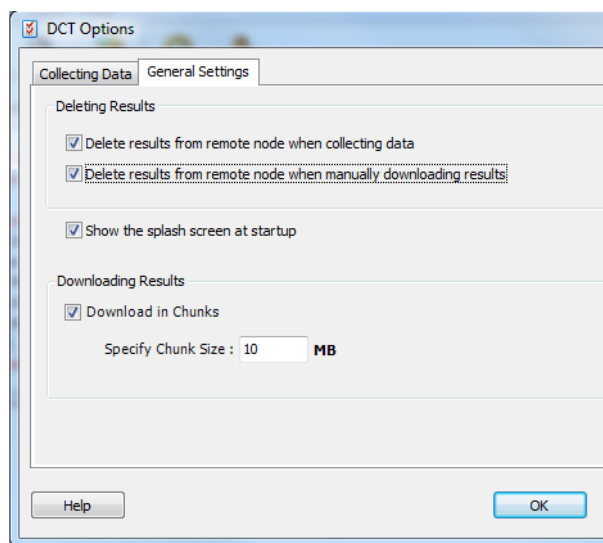 DCT Options
Collecting Data
General Settings
Deleting Results
Delete results from remote node when collecting data
Delete results from remote node when manually downloading results
Show the splash screen at startup
Downloading Results
Download in Chunks
Specify Chunk Size : 10 MB
Help
OK